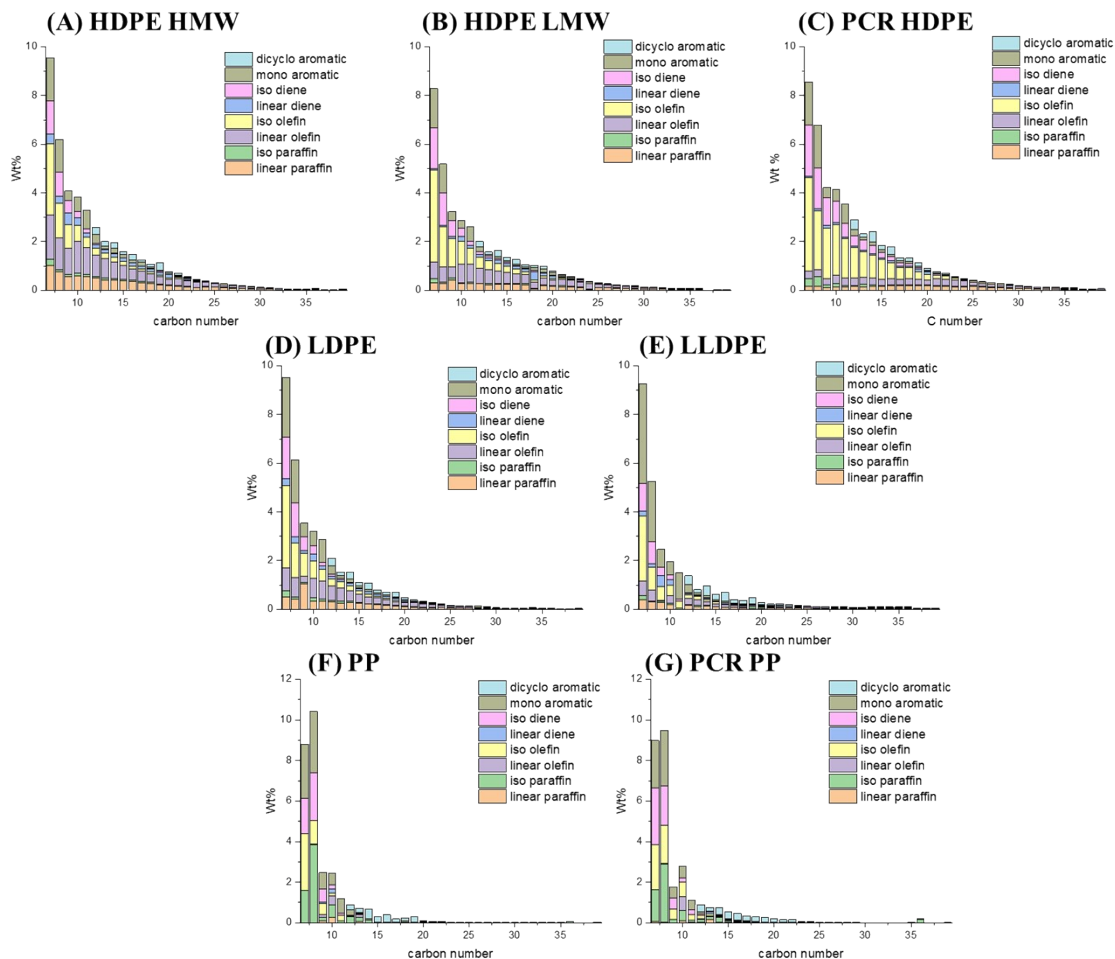 (A) HDPE HMW
10
8
6
4
2
0
Wt%
dicyclo aromatic
mono aromatic
iso diene
linear diene
iso olefin
linear olefin
iso paraffin
linear paraffin
10 15 20 25 30 35
carbon number
(B) HDPE LMW
10
8
6
4
2
0
Wt%
dicyclo aromatic
mono aromatic
iso diene
linear diene
iso olefin
linear olefin
iso paraffin
linear paraffin
10 15 20 25 30 35
carbon number
(C) PCR HDPE
10
8
6
4
2
0
Wt %
dicyclo aromatic
mono aromatic
iso diene
linear diene
iso olefin
linear olefin
iso paraffin
linear paraffin
10 15 20 25 30 35
C number
(D) LDPE
10
8
6
4
2
0
Wt%
dicyclo aromatic
mono aromatic
iso diene
linear diene
iso olefin
linear olefin
iso paraffin
linear paraffin
10 15 20 25 30 35
carbon number
(E) LLDPE
10
8
6
4
2
0
Wt%
dicyclo aromatic
mono aromatic
iso diene
linear diene
iso olefin
linear olefin
iso paraffin
linear paraffin
10 15 20 25 30 35
carbon number
(F) PP
12
10
8
6
4
2
0
Wt%
dicyclo aromatic
mono aromatic
iso diene
linear diene
iso olefin
linear olefin
iso paraffin
linear paraffin
10 15 20 25 30 35
carbon number
(G) PCR PP
12
10
8
6
4
2
0
Wt%
dicyclo aromatic
mono aromatic
iso diene
linear diene
iso olefin
linear olefin
iso paraffin
linear paraffin
10 15 20 25 30 35
carbon number